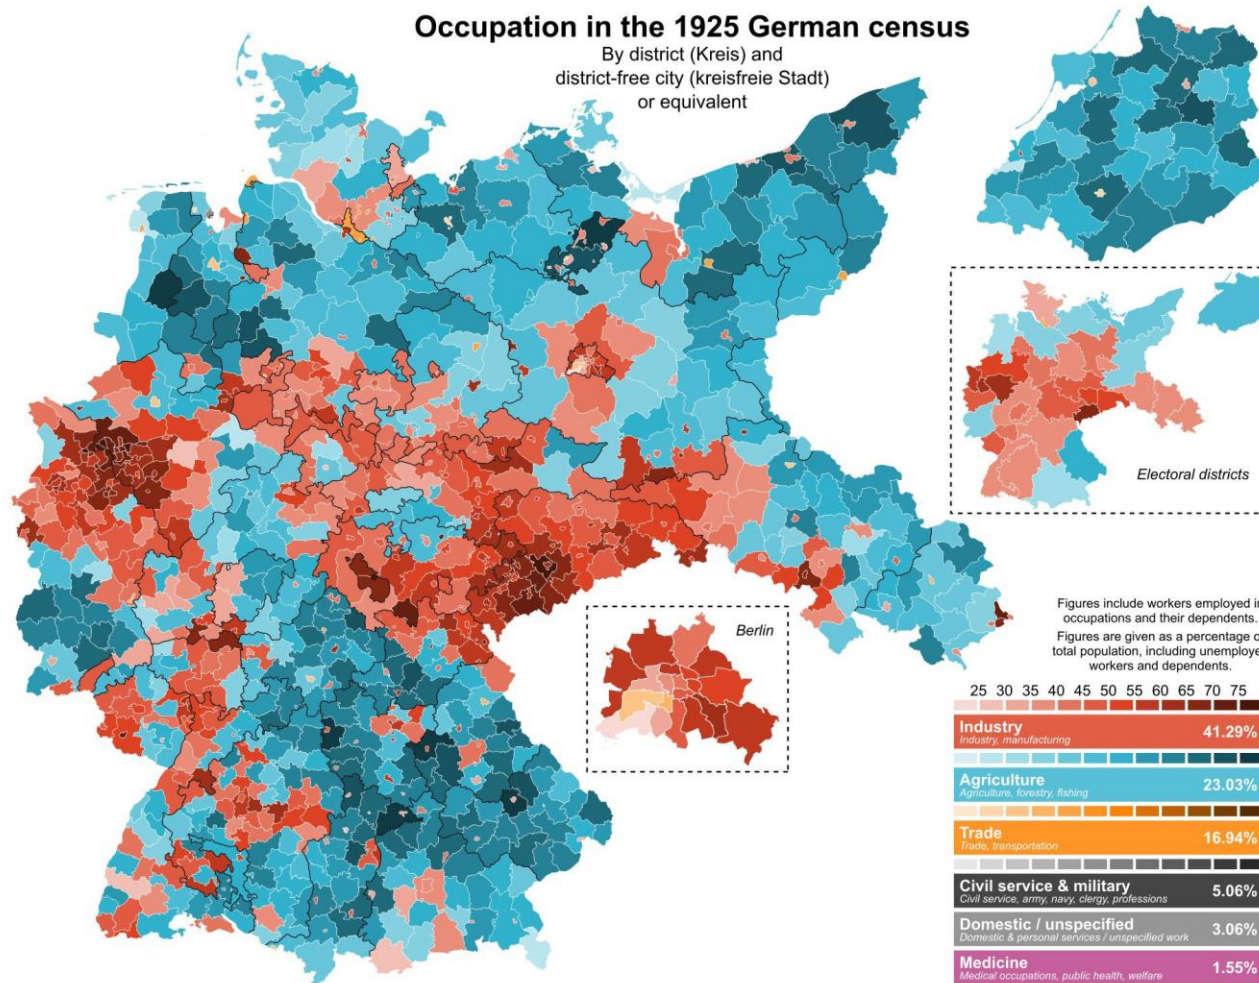 Occupation in the 1925 German census
By district (Kreis) and
district-free city (kreisfreie Stadt)
or equivalent
Electoral districts
Berlin
Figures include workers employed in
occupations and their dependents.
Figures are given as a percentage o
total population, including unemploye
workers and dependents.
25 30 35 40 45 50 55 60 65 70 75
Industry 41.29%
Industry, manufacturing
Agriculture 23.03%
Agriculture, forestry, fishing
Trade 16.94%
Trade, transportation
Civil service & military 5.06%
Civil service, army, navy, clergy, professions
Domestic / unspecified 3.06%
Domestic & personal services / unspecified work
Medicine 1.55%
Medical occupations, public health, welfare